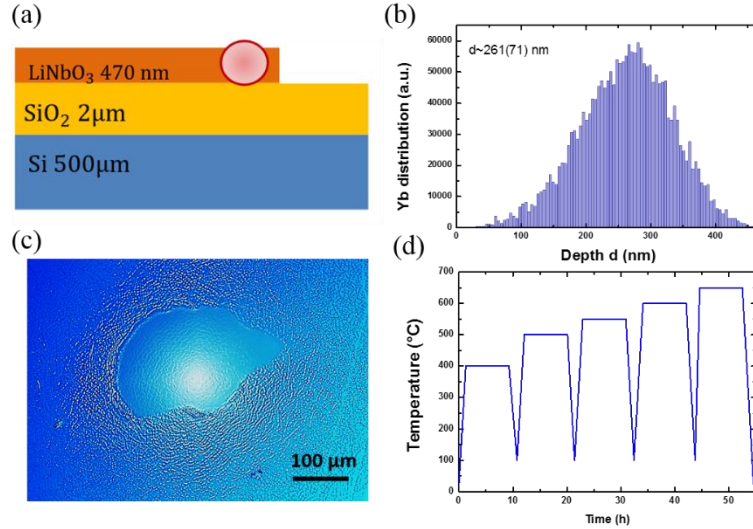 (a)
LiNbO₃ 470 nm
SiO₂ 2μm
Si 500μm
(b)
d~261(71) nm
Yb distribution (a.u.)
60000
50000
40000
30000
20000
10000
0
0 100 200 300 400
Depth d (nm)
(c)
100 μm
(d)
Temperature (°C)
700
600
500
400
300
200
100
0
0 10 20 30 40 50
Time (h)